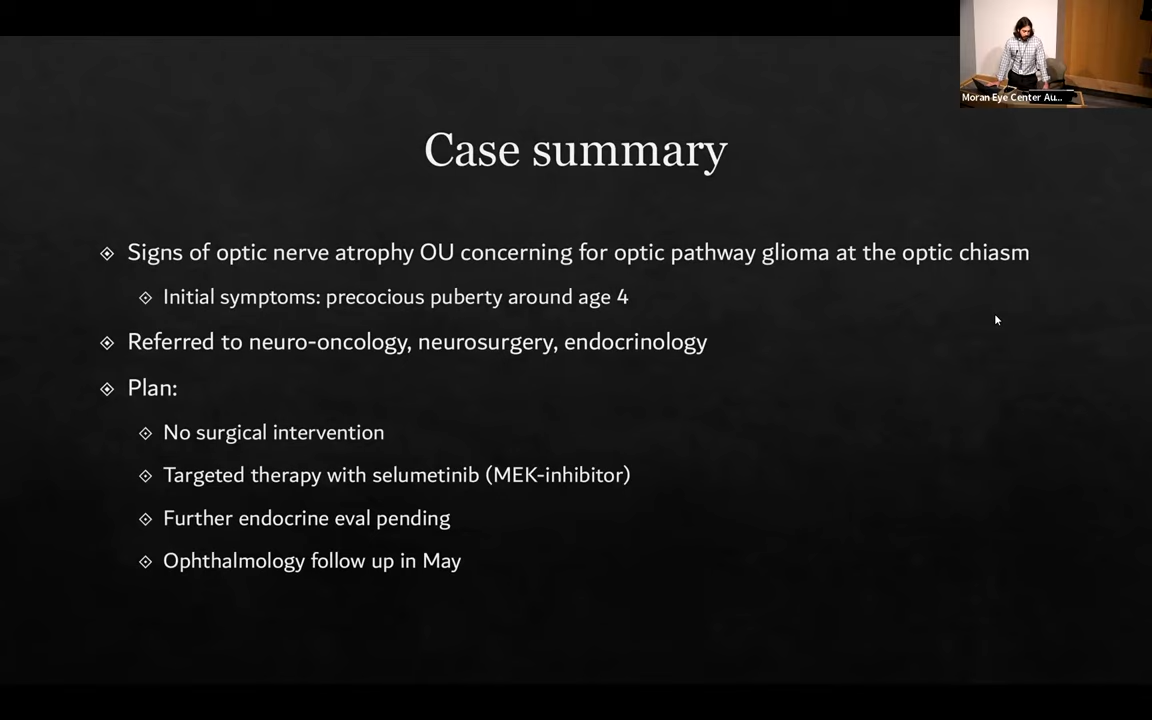 Moran Eye Center Au...
Case summary
Signs of optic nerve atrophy OU concerning for optic pathway glioma at the optic chiasm
Initial symptoms: precocious puberty around age 4
Referred to neuro-oncology, neurosurgery, endocrinology
Plan:
No surgical intervention
Targeted therapy with selumetinib (MEK-inhibitor)
Further endocrine eval pending
Ophthalmology follow up in May